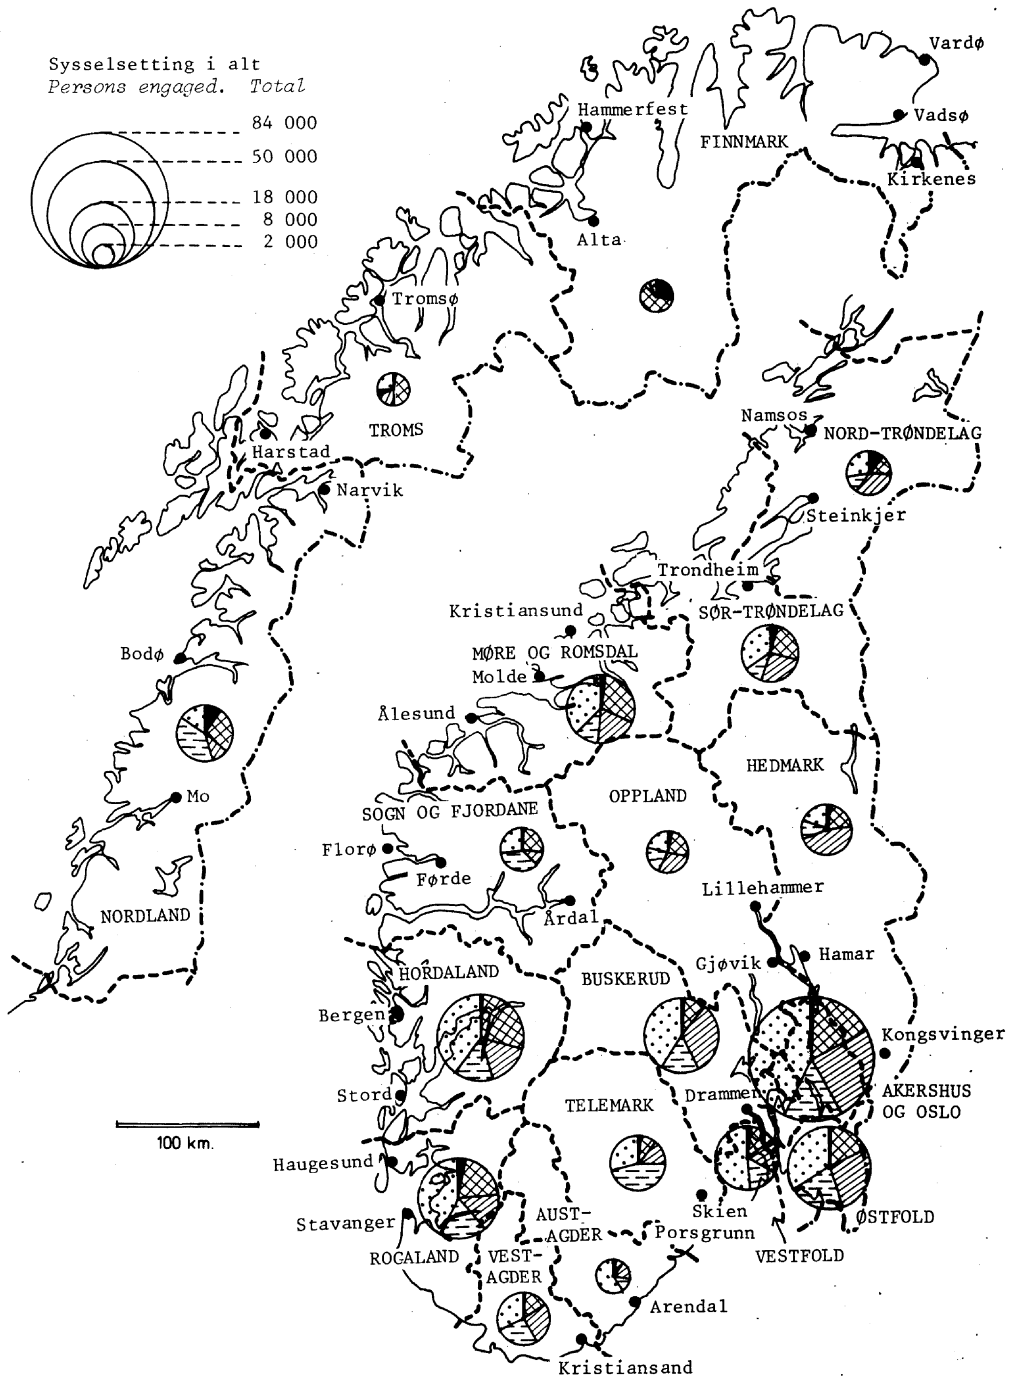 Sysselsetting i alt
Persons engaged. Total
84 000
50 000
18 000
8 000
2 000
Vardø
Hammerfest
Vadsø
FINNMARK
Kirkenes
Alta
Tromsø
TROMS
Namsos
NORD-TRØNDELAG
Harstad
Narvik
Steinkjer
Trondheim
Kristiansund
SØR-TRØNDELAG
Bodø
MØRE OG ROMSDAL
Molde
Ålesund
HEDMARK
Mo
OPPLAND
SOGN OG FJORDANE
Florø
Førde
Lillehammer
NORDLAND
Årdal
Hamar
Gjøvik
HORDALAND
BUSKERUD
Bergen
Kongsvinger
Stord
Drammen
AKERSHUS
OG OSLO
TELEMARK
100 km.
Haugesund
Skien
Stavanger
AUST-
AGDER
Porsgrunn
ØSTFOLD
ROGALAND
VEST-
AGDER
VESTFOLD
Arendal
Kristiansand